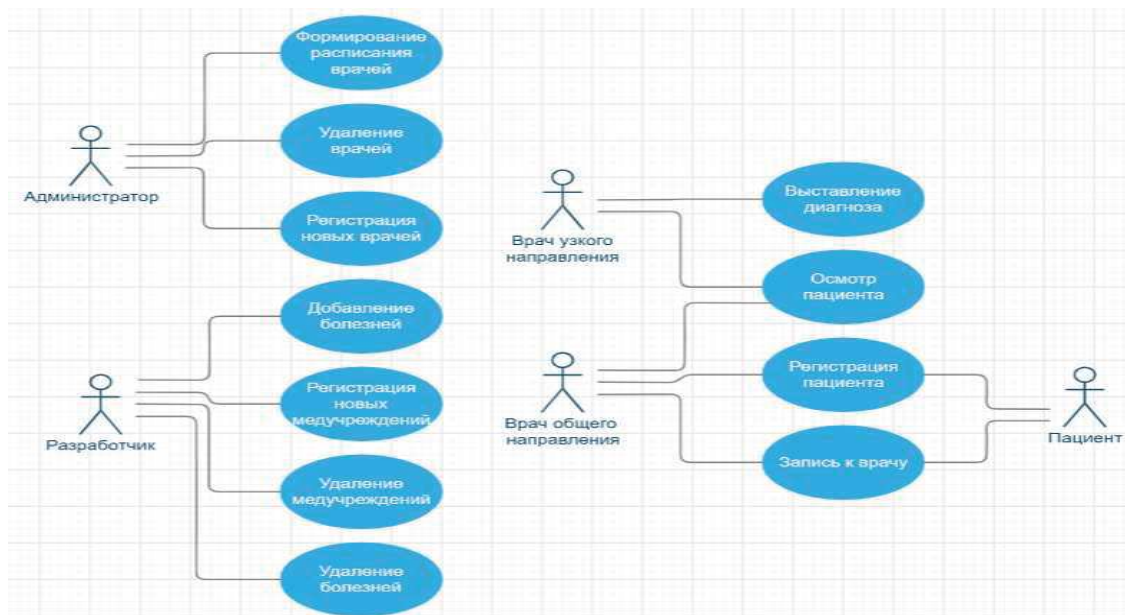 Формирование
расписания
врачей
Удаление
врачей
Администратор
Регистрация
новых врачей
Добавление
болезней
Регистрация
новых
медучреждений
Разработчик
Удаление
медучреждений
Удаление
болезней
Врач узкого
направления
Выставление
диагноза
Осмотр
пациента
Врач общего
направления
Регистрация
пациента
Запись к врачу
Пациент